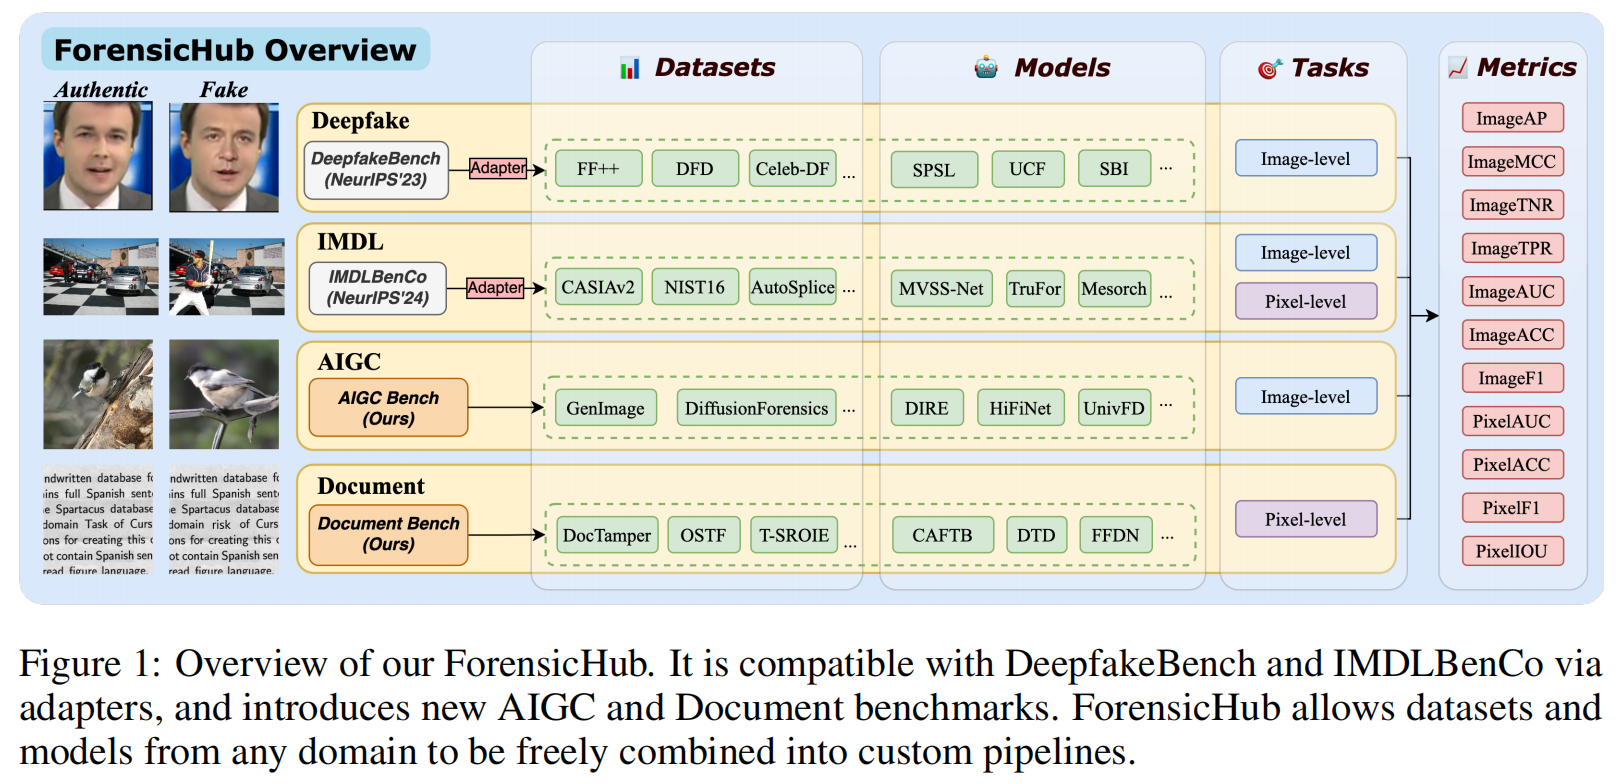 ForensicHub Overview
Datasets
Models
Tasks
Metrics
Authentic
Fake
Deepfake
DeepfakeBench
(NeurIPS'23)
Adapter
FF++
DFD
Celeb-DF
...
SPSL
UCF
SBI
...
Image-level
IMDL
IMDLBenCo
(NeurIPS'24)
Adapter
CASIAv2
NIST16
AutoSplice
...
MVSS-Net
TruFor
Mesorch
...
Image-level
Pixel-level
AIGC
AIGC Bench
(Ours)
GenImage
DiffusionForensics
...
DIRE
HiFiNet
UnivFD
...
Image-level
ndwritten database fo
ains full Spanish sente
e Spartacus database
domain Task of Curs
ons for creating this c
ot contain Spanish sen
read figure language.
ndwritten database fo
ains full Spanish sente
e Spartacus database
domain risk of Curs
ons for creating this c
ot contain Spanish sen
read figure language.
Document
Document Bench
(Ours)
DocTamper
OSTF
T-SROIE
...
CAFTB
DTD
FFDN
...
Pixel-level
ImageAP
ImageMCC
ImageTNR
ImageTPR
ImageAUC
ImageACC
ImageF1
PixelAUC
PixelACC
PixelF1
PixelIOU
Figure 1: Overview of our ForensicHub. It is compatible with DeepfakeBench and IMDLBenCo via
adapters, and introduces new AIGC and Document benchmarks. ForensicHub allows datasets and
models from any domain to be freely combined into custom pipelines.